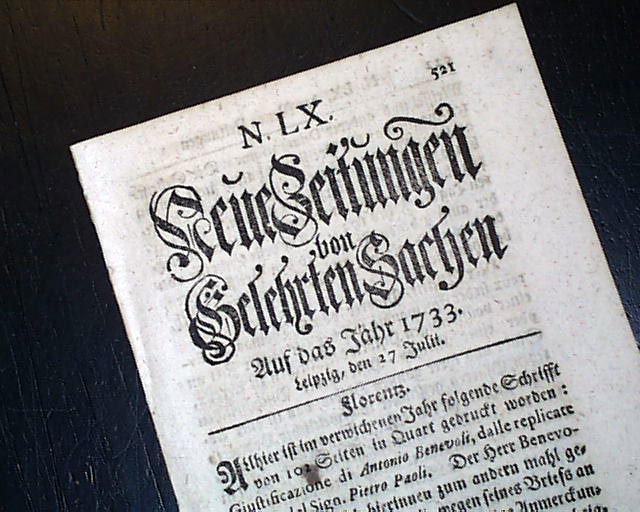 521
N. LX.
Neue Zeitungen
von
Gelehrten Sachen
Auf das Jahr 1733.
Leipzig, den 27 Julii.
Florentz.
Allhier ist im verwichenen Jahr folgende Schrifft
von 102 Seiten in Quart gedruckt worden:
Giustificazione di Antonio Benevoli, dalle replicate
del Sign. Pietro Paoli. Der Herr Benevo-
hierinnen zum andern mahl ge-
wegen seines Brieffs an
Anmerckun-